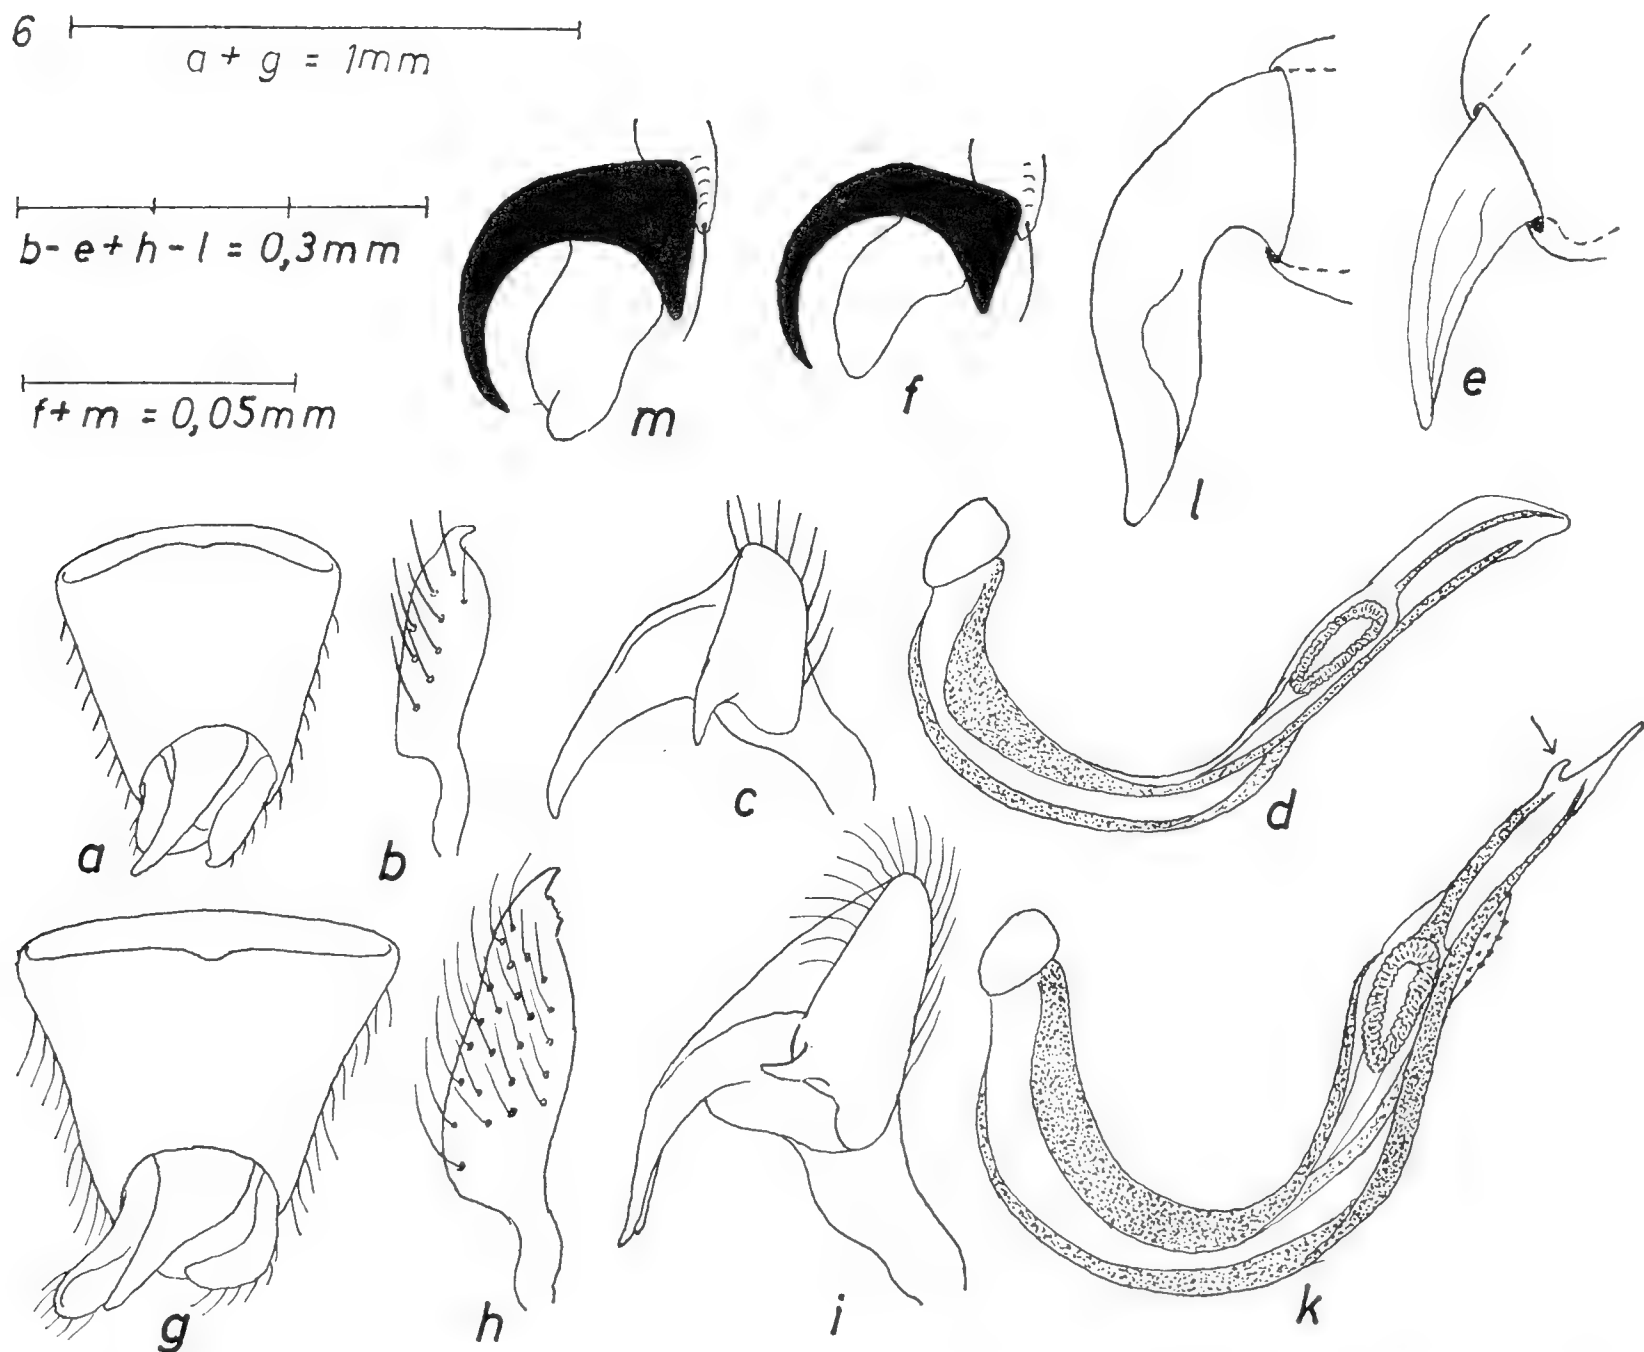 6
a + g = 1mm
b - e + h - l = 0,3mm
f + m = 0,05mm
m
f
l
e
a
b
c
d
g
h
i
k